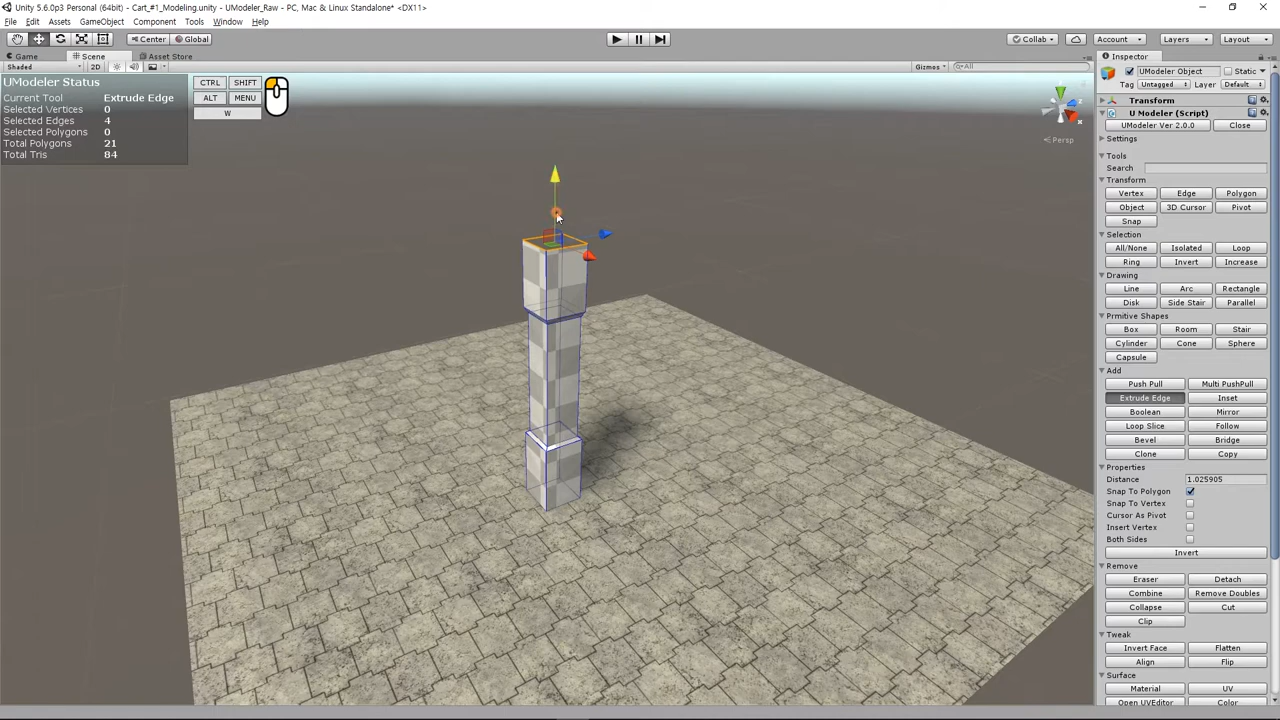 Unity 5.6.0p3 Personal (64bit) - Cart_#1_Modeling.unity - UModeler_Raw - PC, Mac & Linux Standalone* <DX11>
File Edit Assets GameObject Component Tools Window Help
Center Global Collab Account Layers Layout
Game Scene Asset Store Inspector
Shaded 2D Gizmos All
UModeler Object Static
Tag Untagged Layer Default
UModeler Status
Current Tool Extrude Edge
Selected Vertices 0
Selected Edges 4
Selected Polygons 0
Total Polygons 21
Total Tris 84
CTRL SHIFT
ALT MENU
W
y
x
Persp
Transform
U Modeler (Script)
UModeler Ver 2.0.0 Close
Settings
Tools
Search
Transform
Vertex Edge Polygon
Object 3D Cursor Pivot
Snap
Selection
All/None Isolated Loop
Ring Invert Increase
Drawing
Line Arc Rectangle
Disk Side Stair Parallel
Prmitive Shapes
Box Room Stair
Cylinder Cone Sphere
Capsule
Add
Push Pull Multi PushPull
Extrude Edge Inset
Boolean Mirror
Loop Slice Follow
Bevel Bridge
Clone Copy
Properties
Distance 1.025905
Snap To Polygon
Snap To Vertex
Cursor As Pivot
Insert Vertex
Both Sides
Invert
Remove
Eraser Detach
Combine Remove Doubles
Collapse Cut
Clip
Tweak
Invert Face Flatten
Align Flip
Surface
Material UV
Open UVEditor Color